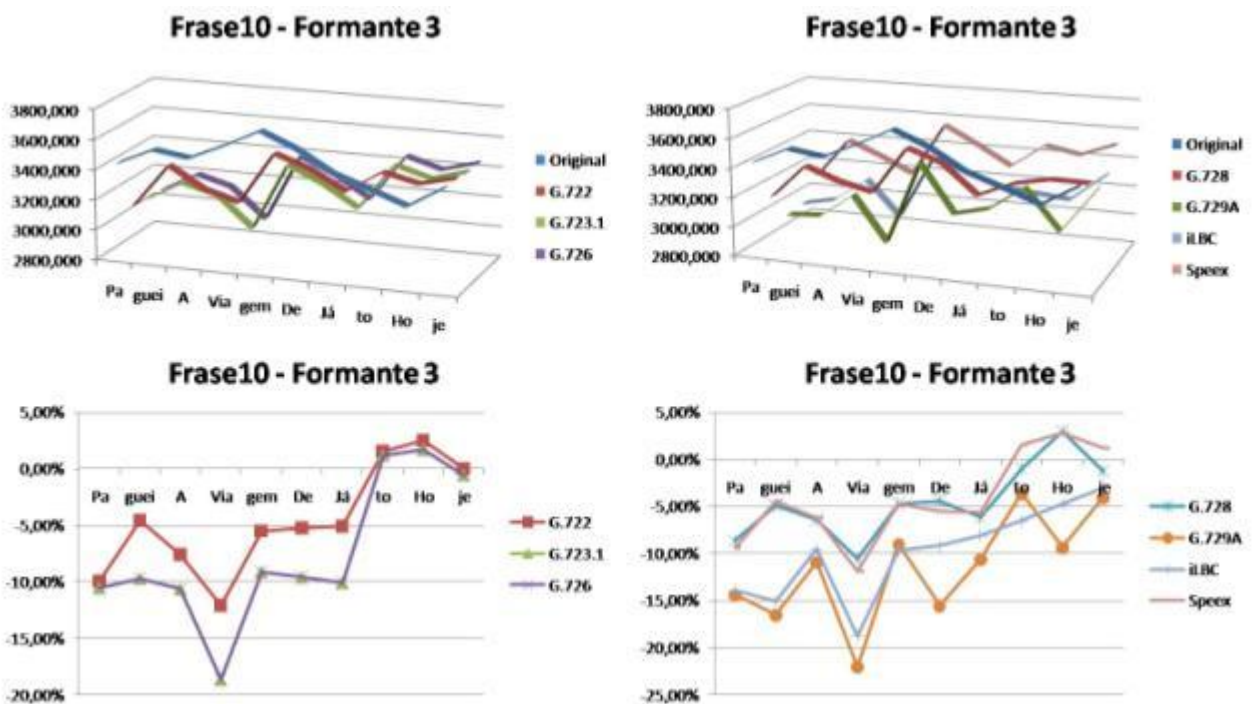 Frase10 - Formante 3
3800,000
3600,000
3400,000
3200,000
3000,000
2800,000
Pa guei A Via gem De Já to Ho je
Original
G.722
G.723.1
G.726
Frase10 - Formante 3
3800,000
3600,000
3400,000
3200,000
3000,000
2800,000
Pa guei A Via gem De Já to Ho je
Original
G.728
G.729A
iLBC
Speex
Frase10 - Formante 3
5,00%
0,00%
-5,00%
-10,00%
-15,00%
-20,00%
Pa guei A Via gem De Já to Ho je
G.722
G.723.1
G.726
Frase10 - Formante 3
5,00%
0,00%
-5,00%
-10,00%
-15,00%
-20,00%
-25,00%
Pa guei A Via gem De Já to Ho je
G.728
G.729A
iLBC
Speex